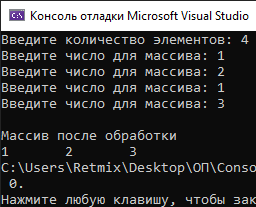 Консоль отладки Microsoft Visual Studio
Введите количество элементов: 4
Введите число для массива: 1
Введите число для массива: 2
Введите число для массива: 1
Введите число для массива: 3
Массив после обработки
1 2 3
C:\Users\Retmix\Desktop\ОП\Conso
0.
Нажмите любую клавишу, чтобы зак